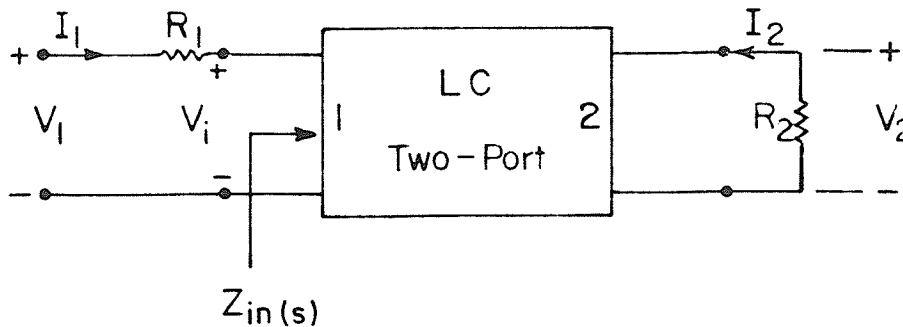 + I₁ R₁ + LC I₂ +
V₁ Vᵢ 1 2 R₂ V₂
Two-Port
− − −
Zin(s)